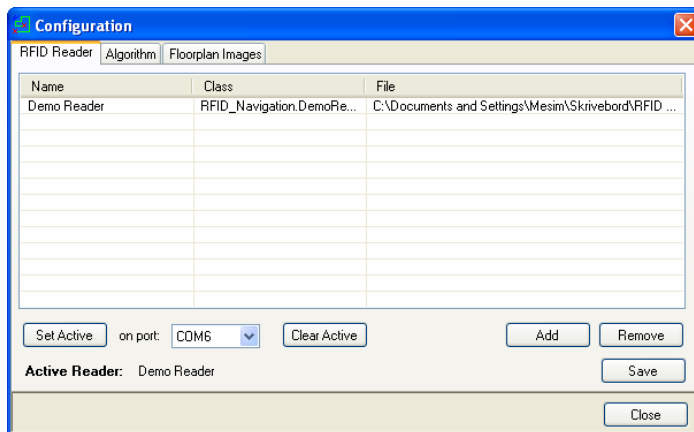 Configuration
RFID Reader Algorithm Floorplan Images
Name Class File
Demo Reader RFID_Navigation.DemoRe... C:\Documents and Settings\Mesim\Skrivebord\RFID ...
Set Active on port: COM6 Clear Active Add Remove
Active Reader: Demo Reader Save
Close